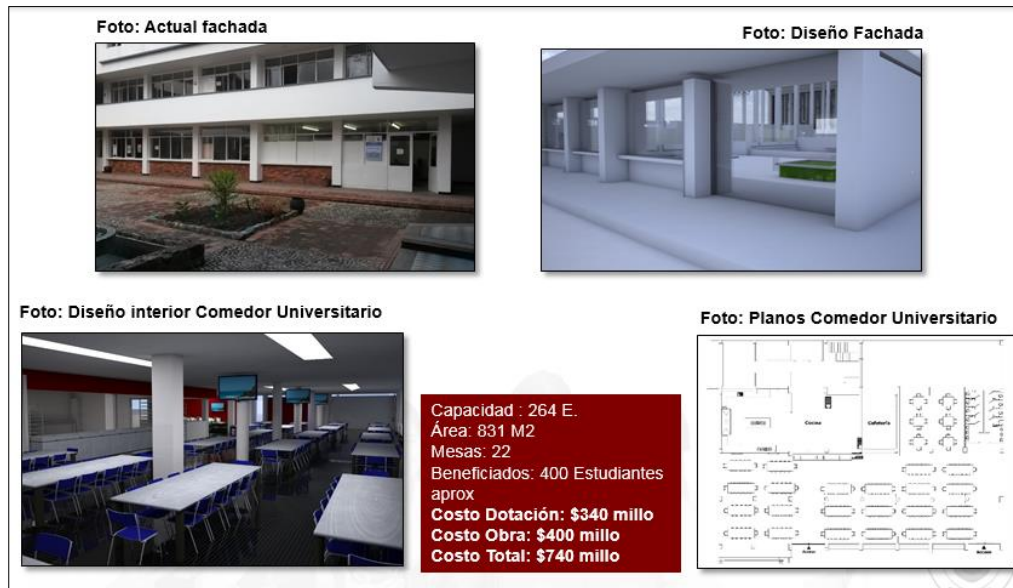 Foto: Actual fachada
Foto: Diseño Fachada
Foto: Diseño interior Comedor Universitario
Foto: Planos Comedor Universitario
Capacidad : 264 E.
Área: 831 M2
Mesas: 22
Beneficiados: 400 Estudiantes
aprox
Costo Dotación: $340 millo
Costo Obra: $400 millo
Costo Total: $740 millo
Cocina
Cafetería